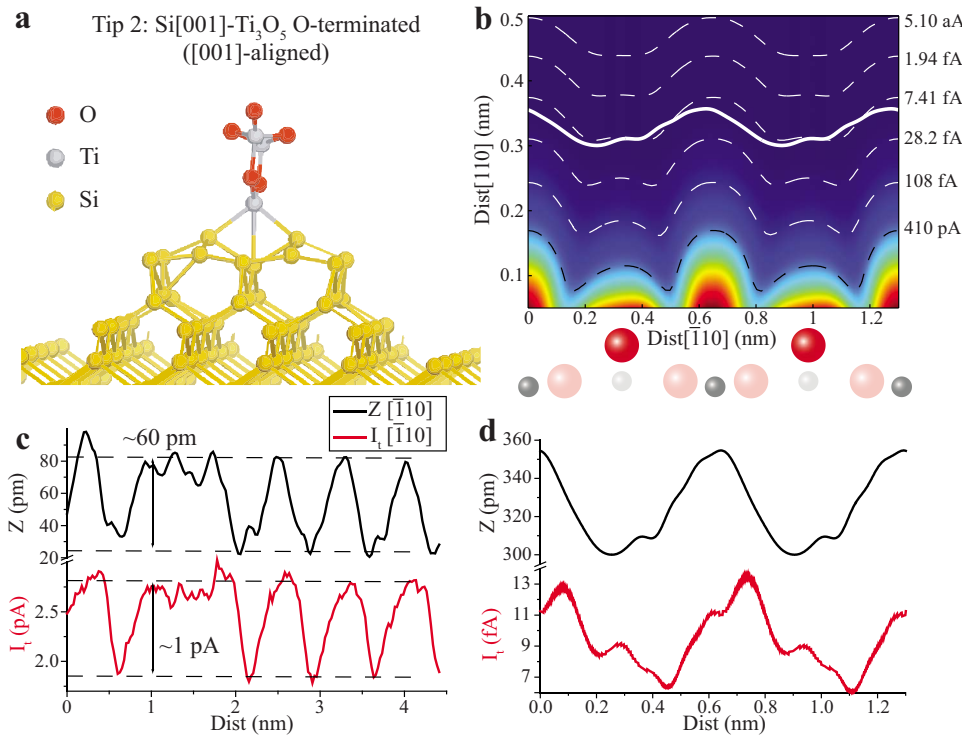 a
Tip 2: Si[001]-Ti₃O₅ O-terminated
([001]-aligned)
O
Ti
Si
b
0.5
0.4
0.3
0.2
0.1
Dist[110] (nm)
5.10 aA
1.94 fA
7.41 fA
28.2 fA
108 fA
410 pA
0 0.2 0.4 0.6 0.8 1 1.2
Dist[1̅10] (nm)
c
Z [1̅10]
Iₜ [1̅10]
~60 pm
80
60
40
20
Z (pm)
2.5
2.0
Iₜ (pA)
~1 pA
0 1 2 3 4
Dist (nm)
d
360
340
320
300
Z (pm)
13
11
9
7
Iₜ (fA)
0.0 0.2 0.4 0.6 0.8 1.0 1.2
Dist (nm)